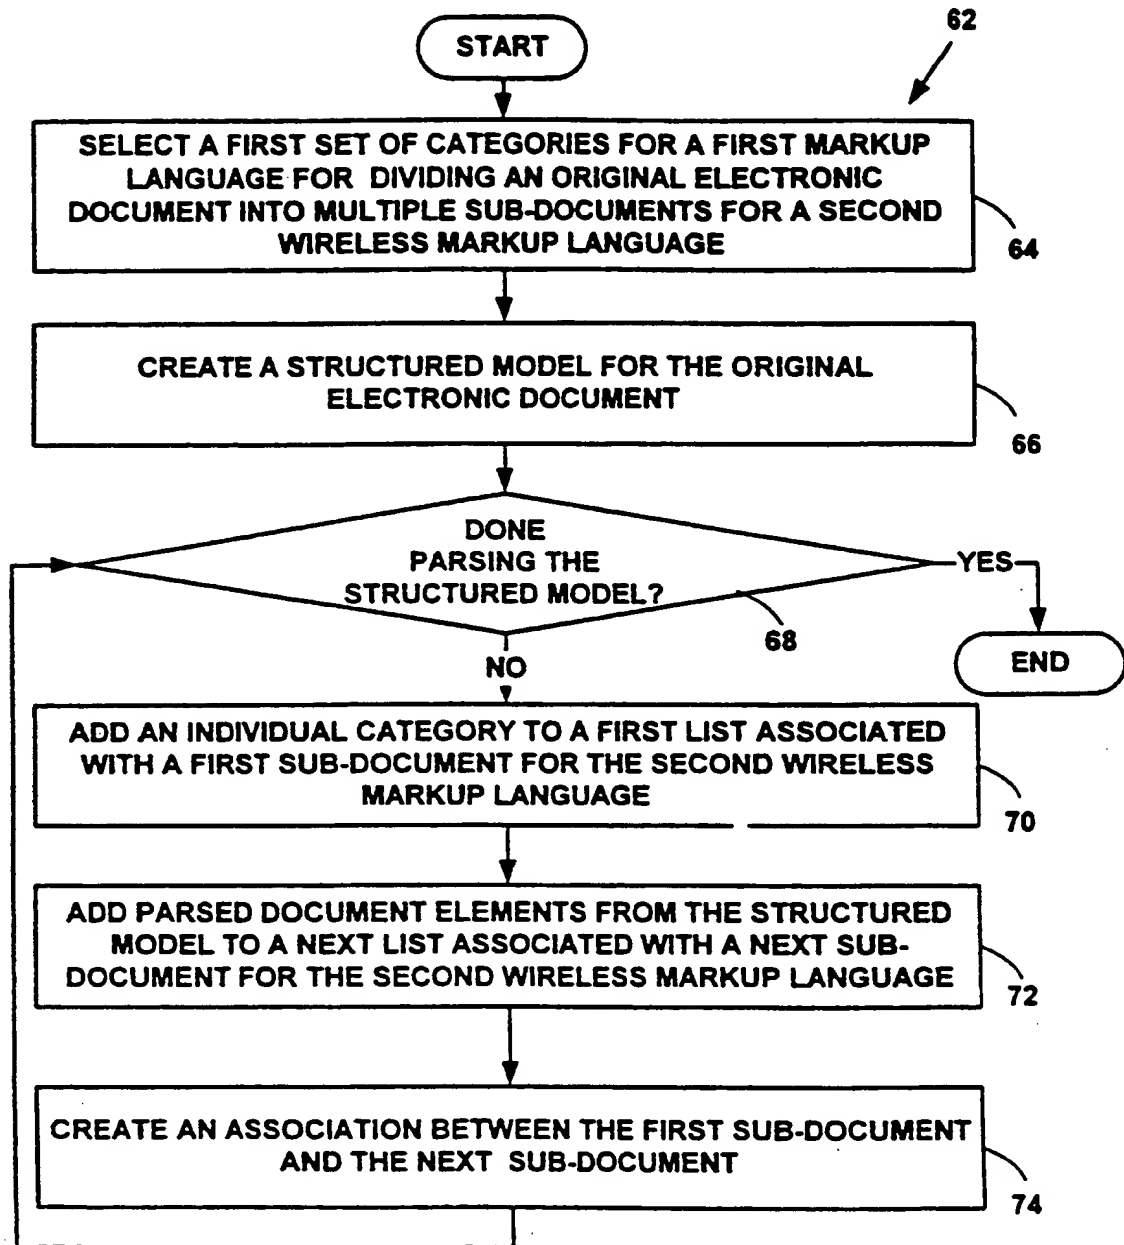 62
START
SELECT A FIRST SET OF CATEGORIES FOR A FIRST MARKUP
LANGUAGE FOR DIVIDING AN ORIGINAL ELECTRONIC
DOCUMENT INTO MULTIPLE SUB-DOCUMENTS FOR A SECOND
WIRELESS MARKUP LANGUAGE
64
CREATE A STRUCTURED MODEL FOR THE ORIGINAL
ELECTRONIC DOCUMENT
66
DONE
PARSING THE
STRUCTURED MODEL?
YES
68
END
NO
ADD AN INDIVIDUAL CATEGORY TO A FIRST LIST ASSOCIATED
WITH A FIRST SUB-DOCUMENT FOR THE SECOND WIRELESS
MARKUP LANGUAGE
70
ADD PARSED DOCUMENT ELEMENTS FROM THE STRUCTURED
MODEL TO A NEXT LIST ASSOCIATED WITH A NEXT SUB-
DOCUMENT FOR THE SECOND WIRELESS MARKUP LANGUAGE
72
CREATE AN ASSOCIATION BETWEEN THE FIRST SUB-DOCUMENT
AND THE NEXT SUB-DOCUMENT
74